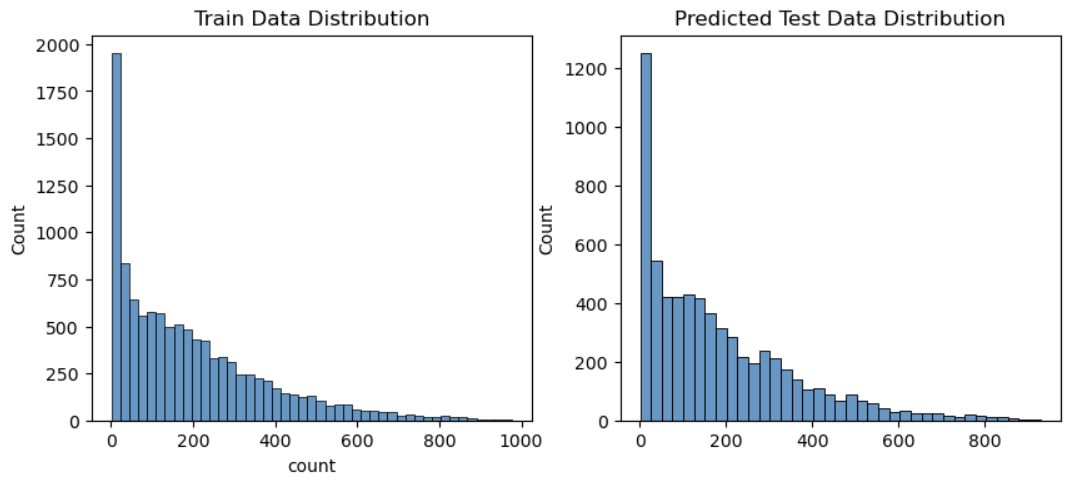 Train Data Distribution
Predicted Test Data Distribution
Count
2000
1750
1500
1250
1000
750
500
250
0
0 200 400 600 800 1000
count
Count
1200
1000
800
600
400
200
0
0 200 400 600 800